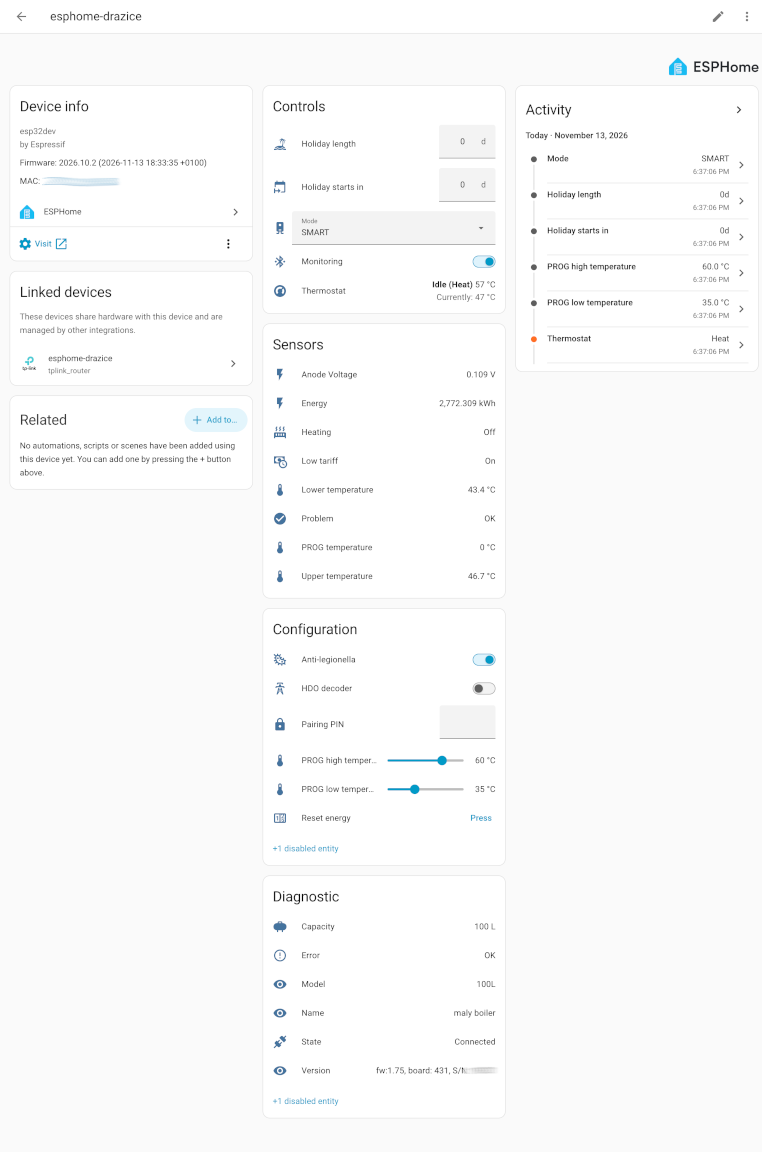 esphome-drazice
ESPHome
Device info
esp32dev
by Espressif
Firmware: 2026.10.2 (2026-11-13 18:33:35 +0100)
MAC:
ESPHome
Visit
Linked devices
These devices share hardware with this device and are
managed by other integrations.
tp-link
esphome-drazice
tplink_router
Related
Add to...
No automations, scripts or scenes have been added using
this device yet. You can add one by pressing the + button
above.
Controls
Holiday length 0 d
Holiday starts in 0 d
Mode
SMART
Monitoring
Thermostat Idle (Heat) 57 °C
Currently: 47 °C
Sensors
Anode Voltage 0.109 V
Energy 2,772.309 kWh
Heating Off
Low tariff On
Lower temperature 43.4 °C
Problem OK
PROG temperature 0 °C
Upper temperature 46.7 °C
Configuration
Anti-legionella
HDO decoder
Pairing PIN
PROG high temper... 60 °C
PROG low temper... 35 °C
Reset energy Press
+1 disabled entity
Diagnostic
Capacity 100 L
Error OK
Model 100L
Name maly boiler
State Connected
Version fw:1.75, board: 431,
+1 disabled entity
Activity
Today · November 13, 2026
Mode SMART
6:37:06 PM
Holiday length 0d
6:37:06 PM
Holiday starts in 0d
6:37:06 PM
PROG high temperature 60.0 °C
6:37:06 PM
PROG low temperature 35.0 °C
6:37:06 PM
Thermostat Heat
6:37:06 PM